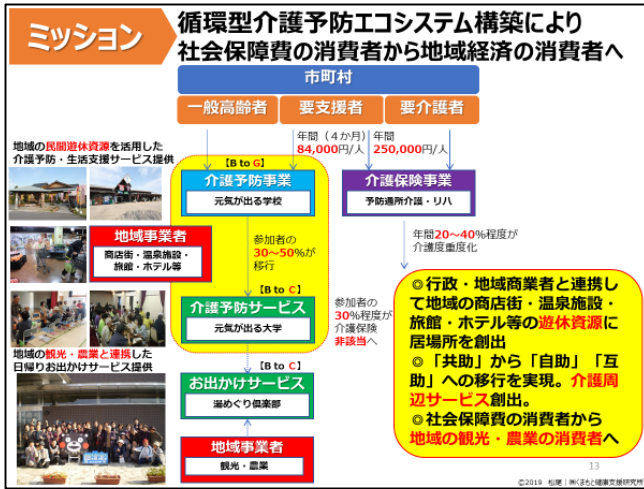 ミッション
循環型介護予防エコシステム構築により
社会保障費の消費者から地域経済の消費者へ
市町村
一般高齢者
要支援者
要介護者
地域の民間遊休資源を活用した
介護予防・生活支援サービス提供
年間（4か月）
84,000円/人
年間
250,000円/人
【B to G】
介護予防事業
元気が出る学校
介護保険事業
予防通所介護・リハ
地域事業者
商店街・温泉施設・
旅館・ホテル等
参加者の
30～50%が
移行
年間20～40%程度が
介護度重度化
【B to C】
介護予防サービス
元気が出る大学
参加者の
30%程度が
介護保険
非該当へ
地域の観光・農業と連携した
日帰りお出かけサービス提供
【B to C】
お出かけサービス
湯めぐり倶楽部
地域事業者
観光・農業
◎行政・地域商業者と連携し
て地域の商店街・温泉施設・
旅館・ホテル等の遊休資源に
居場所を創出
◎「共助」から「自助」「互
助」への移行を実現。介護周
辺サービス創出。
◎社会保障費の消費者から
地域の観光・農業の消費者へ
13
©2019 松尾｜㈱くまもと健康支援研究所